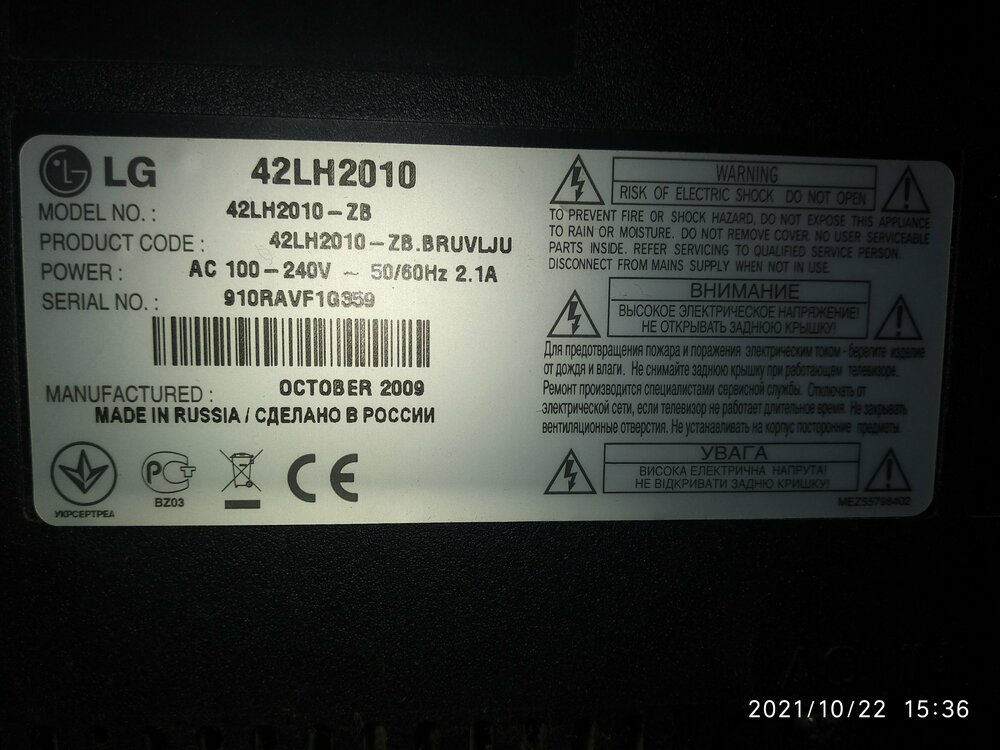 LG 42LH2010
MODEL NO. : 42LH2010-ZB
PRODUCT CODE : 42LH2010-ZB.BRUVLJU
POWER : AC 100-240V ~ 50/60Hz 2.1A
SERIAL NO. : 910RAVF1G359
MANUFACTURED : OCTOBER 2009
MADE IN RUSSIA / СДЕЛАНО В РОССИИ
УКРСЕРТРЕА
РСТ
BZ03
CE
WARNING
RISK OF ELECTRIC SHOCK DO NOT OPEN
TO PREVENT FIRE OR SHOCK HAZARD, DO NOT EXPOSE THIS APPLIANCE
TO RAIN OR MOISTURE. DO NOT REMOVE COVER. NO USER SERVICEABLE
PARTS INSIDE. REFER SERVICING TO QUALIFIED SERVICE PERSON.
DISCONNECT FROM MAINS SUPPLY WHEN NOT IN USE.
ВНИМАНИЕ
ВЫСОКОЕ ЭЛЕКТРИЧЕСКОЕ НАПРЯЖЕНИЕ!
НЕ ОТКРЫВАТЬ ЗАДНЮЮ КРЫШКУ!
Для предотвращения пожара и поражения электрическим током - берегите изделие
от дождя и влаги. Не снимайте заднюю крышку при работающем телевизоре.
Ремонт производится специалистами сервисной службы. Отключать от
электрической сети, если телевизор не работает длительное время. Не закрывать
вентиляционные отверстия. Не устанавливать на корпус посторонние предметы.
УВАГА
ВИСОКА ЕЛЕКТРИЧНА НАПРУГА!
НЕ ВІДКРИВАТИ ЗАДНЮЮ КРИШКУ!
MEZ55798402
2021/10/22 15:36